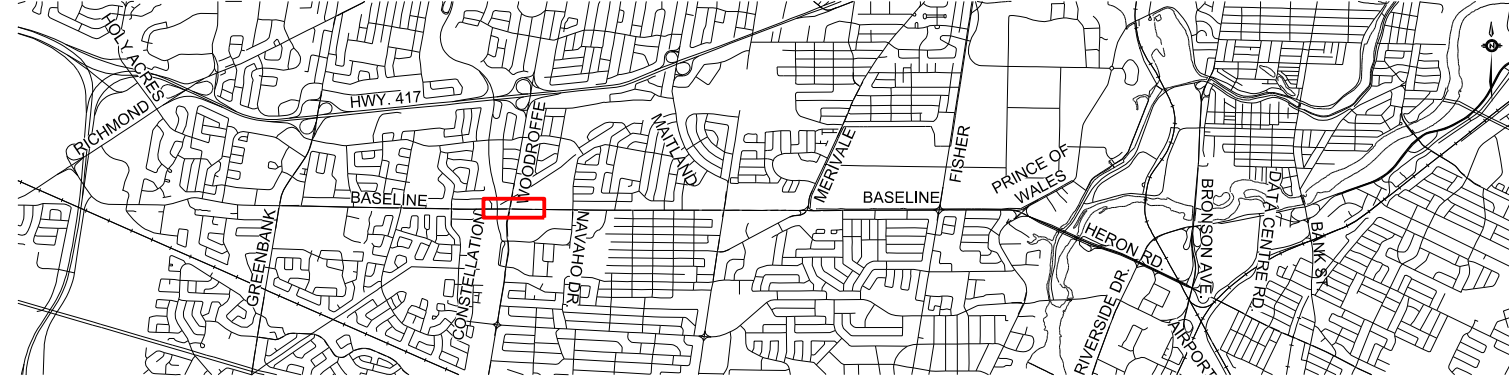 HOLY ACRES
RICHMOND
HWY. 417
WOODROFFE
MAITLAND
MERIVALE
FISHER
PRINCE OF
WALES
N
BASELINE
BASELINE
GREENBANK
CONSTELLATION
NAVAHO DR.
HERON RD
RIVERSIDE DR.
BRONSON AVE.
AIRPORT
DATA CENTRE RD.
BANK ST